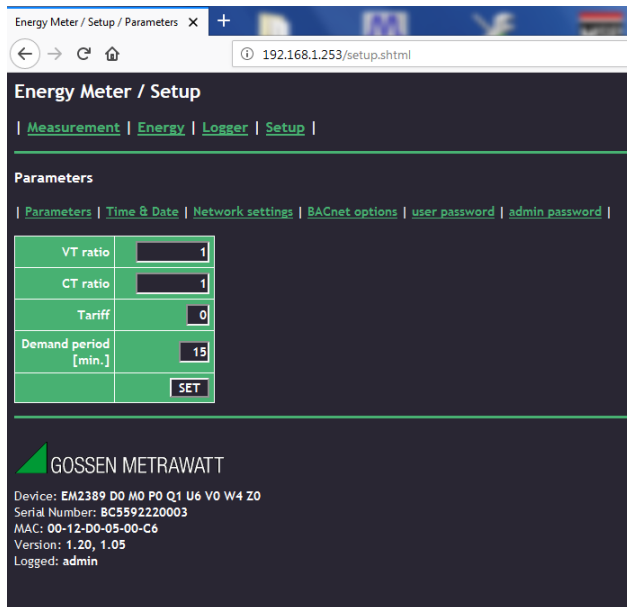 Energy Meter / Setup / Parameters
192.168.1.253/setup.shtml
Energy Meter / Setup
| Measurement | Energy | Logger | Setup |
Parameters
| Parameters | Time & Date | Network settings | BACnet options | user password | admin password |
VT ratio 1
CT ratio 1
Tariff 0
Demand period
[min.] 15
SET
GOSSEN METRAWATT
Device: EM2389 D0 M0 P0 Q1 U6 V0 W4 Z0
Serial Number: BC5592220003
MAC: 00-12-D0-05-00-C6
Version: 1.20, 1.05
Logged: admin